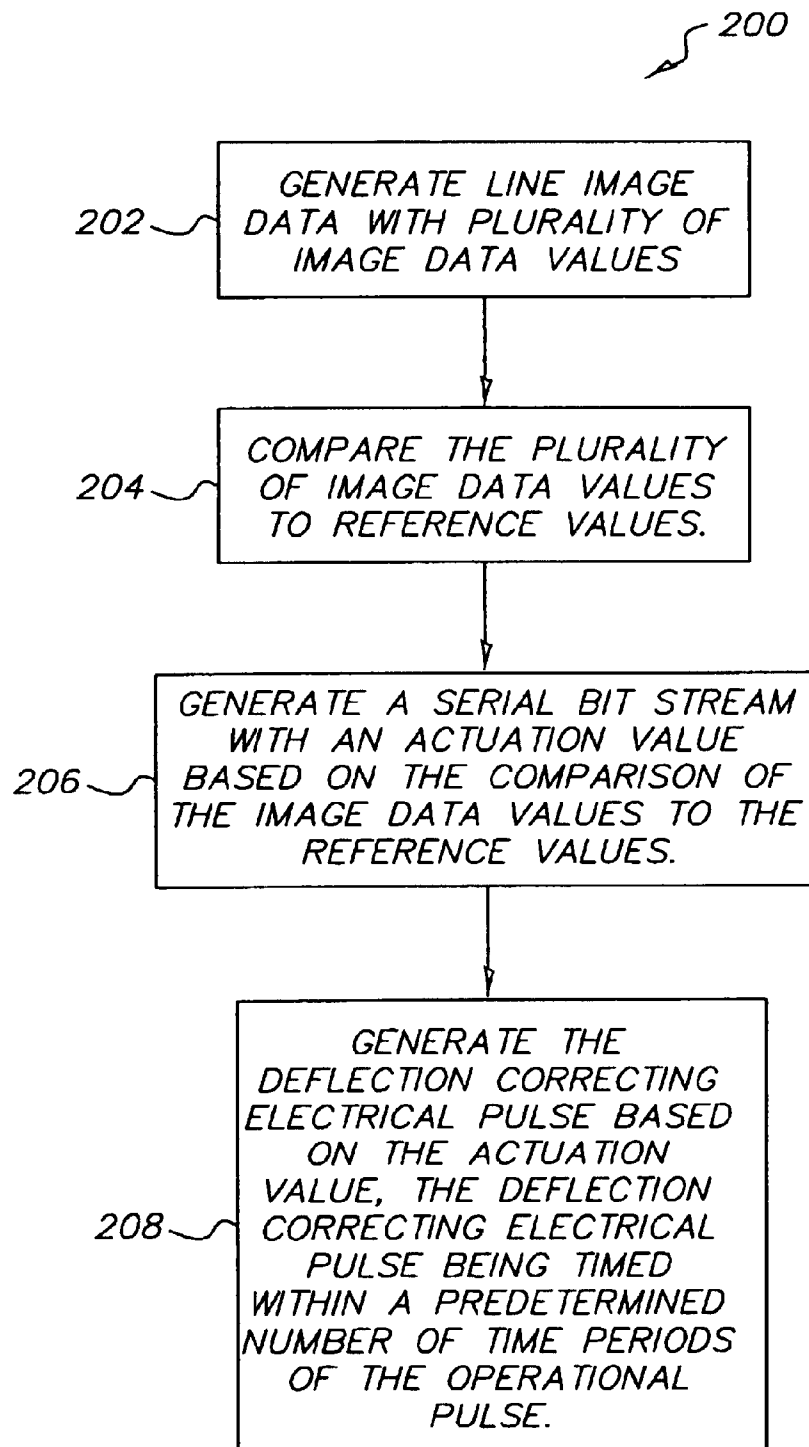 200
202
GENERATE LINE IMAGE
DATA WITH PLURALITY OF
IMAGE DATA VALUES
204
COMPARE THE PLURALITY
OF IMAGE DATA VALUES
TO REFERENCE VALUES.
206
GENERATE A SERIAL BIT STREAM
WITH AN ACTUATION VALUE
BASED ON THE COMPARISON OF
THE IMAGE DATA VALUES TO THE
REFERENCE VALUES.
208
GENERATE THE
DEFLECTION CORRECTING
ELECTRICAL PULSE BASED
ON THE ACTUATION
VALUE, THE DEFLECTION
CORRECTING ELECTRICAL
PULSE BEING TIMED
WITHIN A PREDETERMINED
NUMBER OF TIME PERIODS
OF THE OPERATIONAL
PULSE.